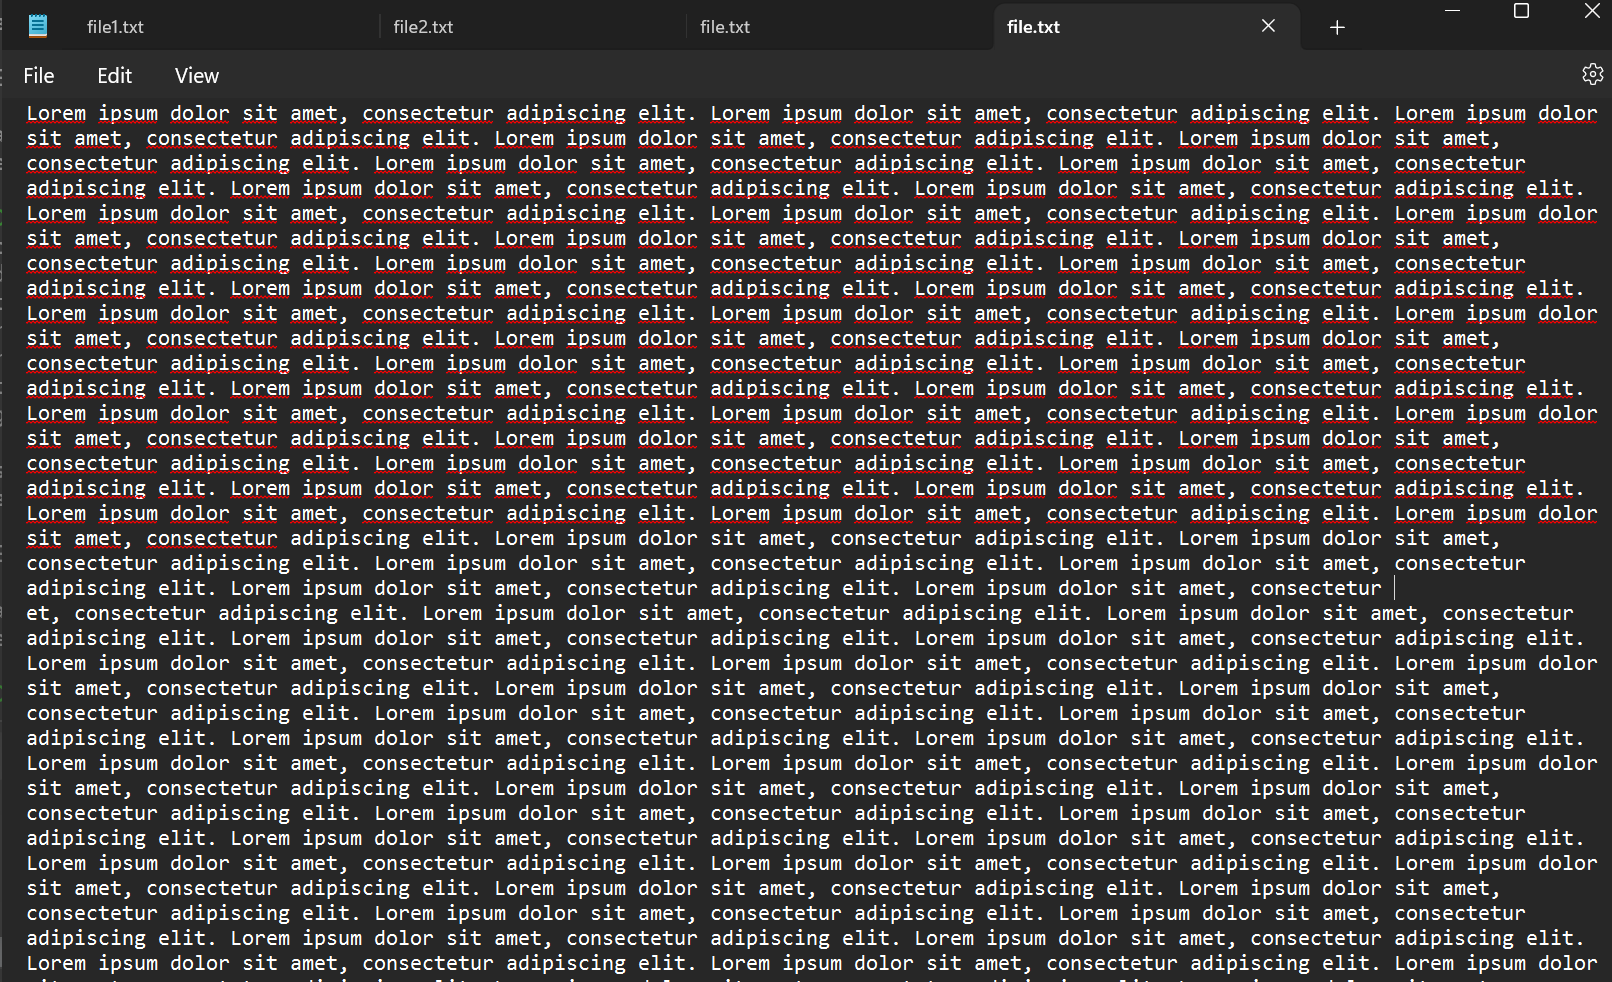 file1.txt
file2.txt
file.txt
file.txt
File
Edit
View
Lorem ipsum dolor sit amet, consectetur adipiscing elit. Lorem ipsum dolor sit amet, consectetur adipiscing elit. Lorem ipsum dolor
sit amet, consectetur adipiscing elit. Lorem ipsum dolor sit amet, consectetur adipiscing elit. Lorem ipsum dolor sit amet,
consectetur adipiscing elit. Lorem ipsum dolor sit amet, consectetur adipiscing elit. Lorem ipsum dolor sit amet, consectetur
adipiscing elit. Lorem ipsum dolor sit amet, consectetur adipiscing elit. Lorem ipsum dolor sit amet, consectetur adipiscing elit.
Lorem ipsum dolor sit amet, consectetur adipiscing elit. Lorem ipsum dolor sit amet, consectetur adipiscing elit. Lorem ipsum dolor
sit amet, consectetur adipiscing elit. Lorem ipsum dolor sit amet, consectetur adipiscing elit. Lorem ipsum dolor sit amet,
consectetur adipiscing elit. Lorem ipsum dolor sit amet, consectetur adipiscing elit. Lorem ipsum dolor sit amet, consectetur
adipiscing elit. Lorem ipsum dolor sit amet, consectetur adipiscing elit. Lorem ipsum dolor sit amet, consectetur adipiscing elit.
Lorem ipsum dolor sit amet, consectetur adipiscing elit. Lorem ipsum dolor sit amet, consectetur adipiscing elit. Lorem ipsum dolor
sit amet, consectetur adipiscing elit. Lorem ipsum dolor sit amet, consectetur adipiscing elit. Lorem ipsum dolor sit amet,
consectetur adipiscing elit. Lorem ipsum dolor sit amet, consectetur adipiscing elit. Lorem ipsum dolor sit amet, consectetur
adipiscing elit. Lorem ipsum dolor sit amet, consectetur adipiscing elit. Lorem ipsum dolor sit amet, consectetur adipiscing elit.
Lorem ipsum dolor sit amet, consectetur adipiscing elit. Lorem ipsum dolor sit amet, consectetur adipiscing elit. Lorem ipsum dolor
sit amet, consectetur adipiscing elit. Lorem ipsum dolor sit amet, consectetur adipiscing elit. Lorem ipsum dolor sit amet,
consectetur adipiscing elit. Lorem ipsum dolor sit amet, consectetur adipiscing elit. Lorem ipsum dolor sit amet, consectetur
adipiscing elit. Lorem ipsum dolor sit amet, consectetur adipiscing elit. Lorem ipsum dolor sit amet, consectetur adipiscing elit.
Lorem ipsum dolor sit amet, consectetur adipiscing elit. Lorem ipsum dolor sit amet, consectetur adipiscing elit. Lorem ipsum dolor
sit amet, consectetur adipiscing elit. Lorem ipsum dolor sit amet, consectetur adipiscing elit. Lorem ipsum dolor sit amet,
consectetur adipiscing elit. Lorem ipsum dolor sit amet, consectetur adipiscing elit. Lorem ipsum dolor sit amet, consectetur
adipiscing elit. Lorem ipsum dolor sit amet, consectetur adipiscing elit. Lorem ipsum dolor sit amet, consectetur
et, consectetur adipiscing elit. Lorem ipsum dolor sit amet, consectetur adipiscing elit. Lorem ipsum dolor sit amet, consectetur
adipiscing elit. Lorem ipsum dolor sit amet, consectetur adipiscing elit. Lorem ipsum dolor sit amet, consectetur adipiscing elit.
Lorem ipsum dolor sit amet, consectetur adipiscing elit. Lorem ipsum dolor sit amet, consectetur adipiscing elit. Lorem ipsum dolor
sit amet, consectetur adipiscing elit. Lorem ipsum dolor sit amet, consectetur adipiscing elit. Lorem ipsum dolor sit amet,
consectetur adipiscing elit. Lorem ipsum dolor sit amet, consectetur adipiscing elit. Lorem ipsum dolor sit amet, consectetur
adipiscing elit. Lorem ipsum dolor sit amet, consectetur adipiscing elit. Lorem ipsum dolor sit amet, consectetur adipiscing elit.
Lorem ipsum dolor sit amet, consectetur adipiscing elit. Lorem ipsum dolor sit amet, consectetur adipiscing elit. Lorem ipsum dolor
sit amet, consectetur adipiscing elit. Lorem ipsum dolor sit amet, consectetur adipiscing elit. Lorem ipsum dolor sit amet,
consectetur adipiscing elit. Lorem ipsum dolor sit amet, consectetur adipiscing elit. Lorem ipsum dolor sit amet, consectetur
adipiscing elit. Lorem ipsum dolor sit amet, consectetur adipiscing elit. Lorem ipsum dolor sit amet, consectetur adipiscing elit.
Lorem ipsum dolor sit amet, consectetur adipiscing elit. Lorem ipsum dolor sit amet, consectetur adipiscing elit. Lorem ipsum dolor
sit amet, consectetur adipiscing elit. Lorem ipsum dolor sit amet, consectetur adipiscing elit. Lorem ipsum dolor sit amet,
consectetur adipiscing elit. Lorem ipsum dolor sit amet, consectetur adipiscing elit. Lorem ipsum dolor sit amet, consectetur
adipiscing elit. Lorem ipsum dolor sit amet, consectetur adipiscing elit. Lorem ipsum dolor sit amet, consectetur adipiscing elit.
Lorem ipsum dolor sit amet, consectetur adipiscing elit. Lorem ipsum dolor sit amet, consectetur adipiscing elit. Lorem ipsum dolor